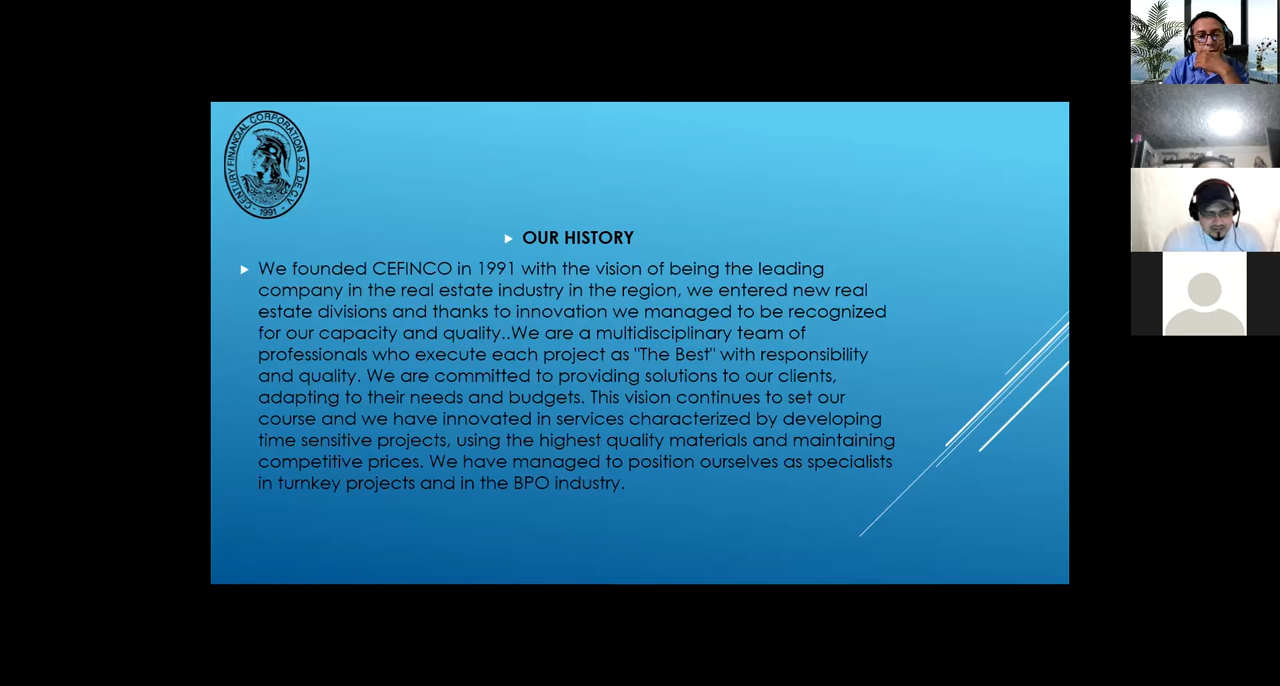 CENTURY FINANCIAL CORPORATION S.A. DE C.V.
- 1991 -
OUR HISTORY
We founded CEFINCO in 1991 with the vision of being the leading
company in the real estate industry in the region, we entered new real
estate divisions and thanks to innovation we managed to be recognized
for our capacity and quality..We are a multidisciplinary team of
professionals who execute each project as "The Best" with responsibility
and quality. We are committed to providing solutions to our clients,
adapting to their needs and budgets. This vision continues to set our
course and we have innovated in services characterized by developing
time sensitive projects, using the highest quality materials and maintaining
competitive prices. We have managed to position ourselves as specialists
in turnkey projects and in the BPO industry.